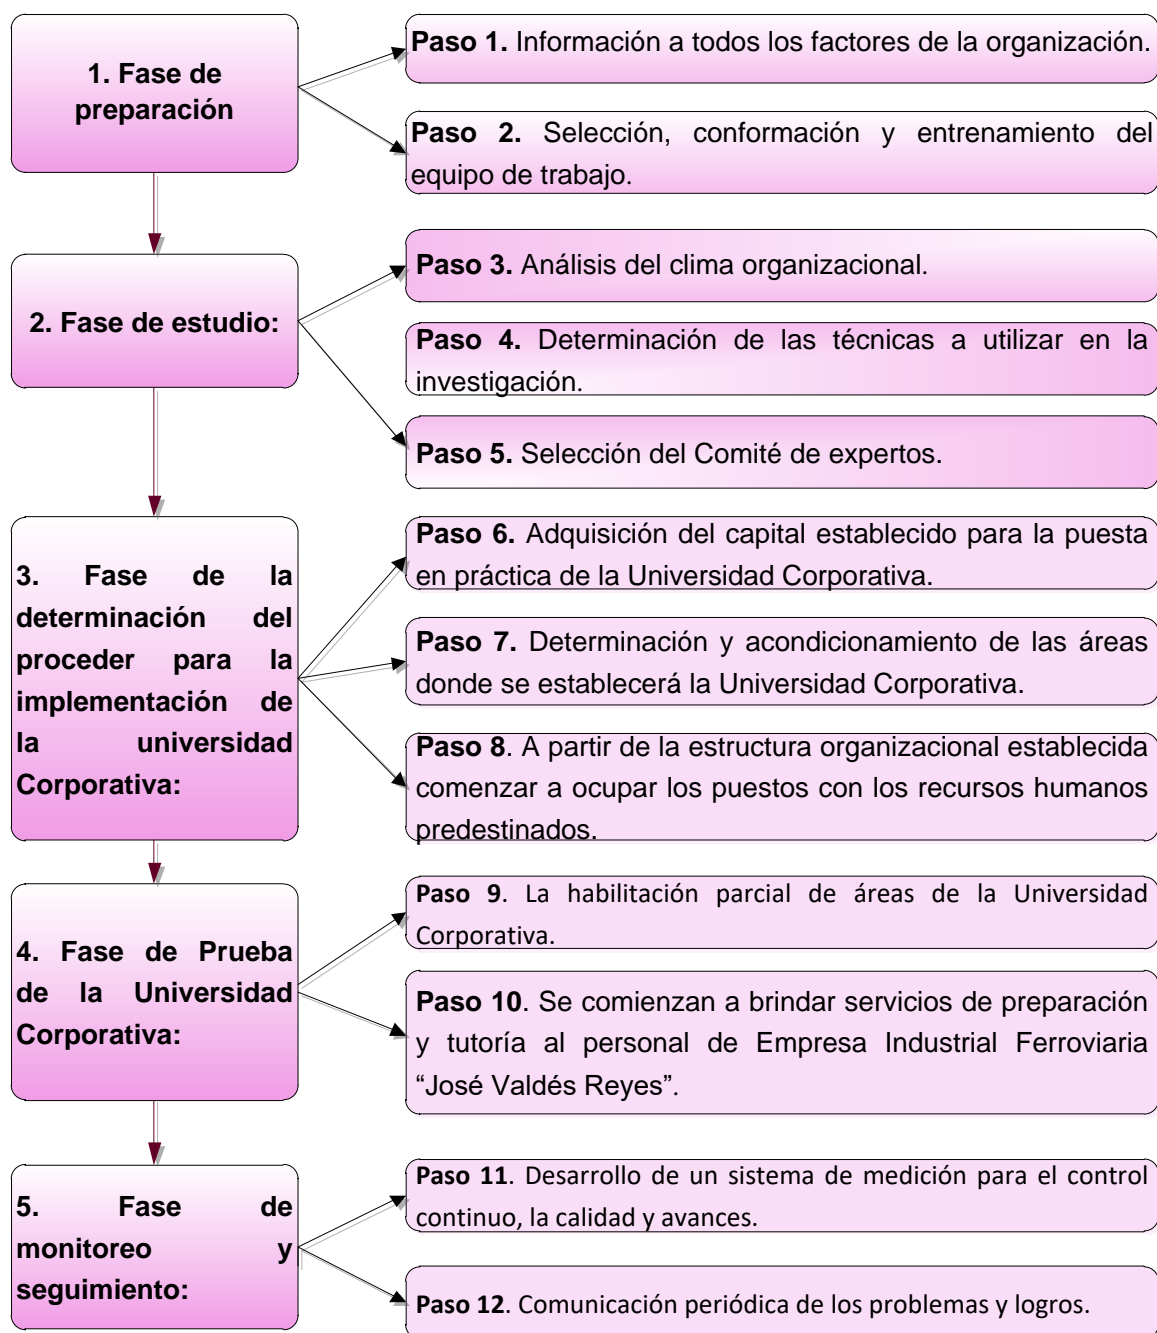 1. Fase de
preparación
Paso 1. Información a todos los factores de la organización.
Paso 2. Selección, conformación y entrenamiento del
equipo de trabajo.
2. Fase de estudio:
Paso 3. Análisis del clima organizacional.
Paso 4. Determinación de las técnicas a utilizar en la
investigación.
Paso 5. Selección del Comité de expertos.
3. Fase de la
determinación del
proceder para la
implementación de
la universidad
Corporativa:
Paso 6. Adquisición del capital establecido para la puesta
en práctica de la Universidad Corporativa.
Paso 7. Determinación y acondicionamiento de las áreas
donde se establecerá la Universidad Corporativa.
Paso 8. A partir de la estructura organizacional establecida
comenzar a ocupar los puestos con los recursos humanos
predestinados.
4. Fase de Prueba
de la Universidad
Corporativa:
Paso 9. La habilitación parcial de áreas de la Universidad
Corporativa.
Paso 10. Se comienzan a brindar servicios de preparación
y tutoría al personal de Empresa Industrial Ferroviaria
“José Valdés Reyes”.
5. Fase de
monitoreo y
seguimiento:
Paso 11. Desarrollo de un sistema de medición para el control
continuo, la calidad y avances.
Paso 12. Comunicación periódica de los problemas y logros.